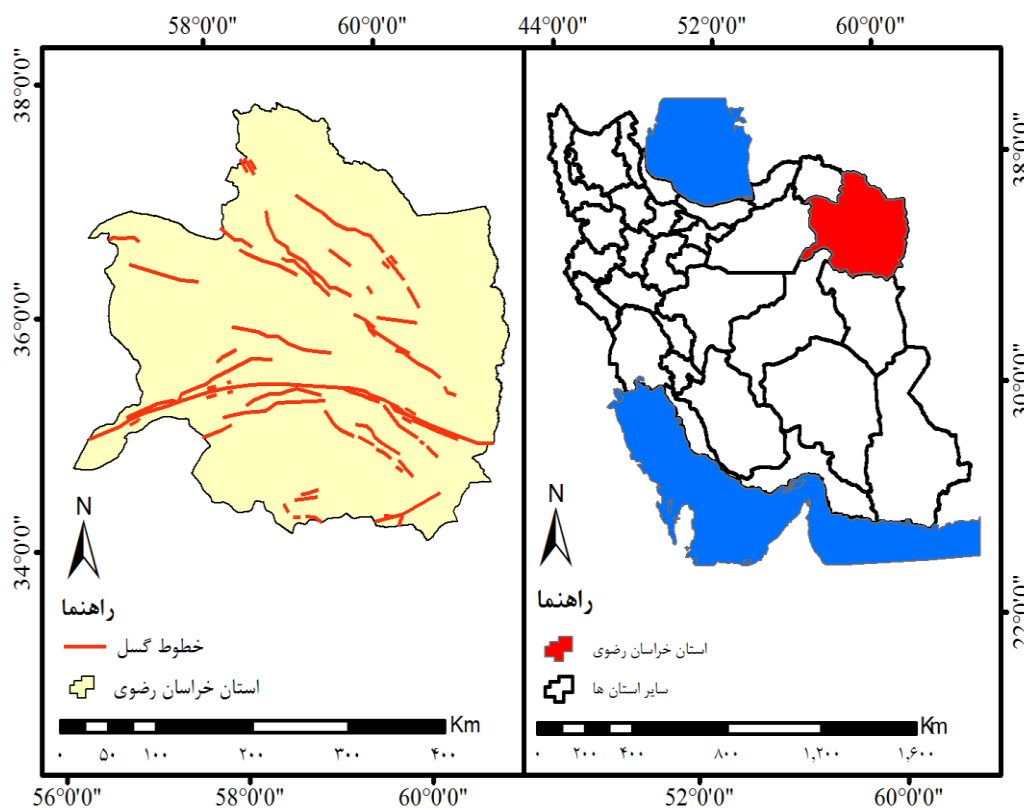 58°0'0"
60°0'0"
38°0'0"
36°0'0"
34°0'0"
N
راهنما
خطوط گسل
استان خراسان رضوی
Km
۰ ۵۰ ۱۰۰ ۲۰۰ ۳۰۰ ۴۰۰
56°0'0"
58°0'0"
60°0'0"
44°0'0"
52°0'0"
60°0'0"
38°0'0"
30°0'0"
22°0'0"
N
راهنما
استان خراسان رضوی
سایر استان ها
Km
۰ ۲۰۰ ۴۰۰ ۸۰۰ ۱,۲۰۰ ۱,۶۰۰
52°0'0"
60°0'0"